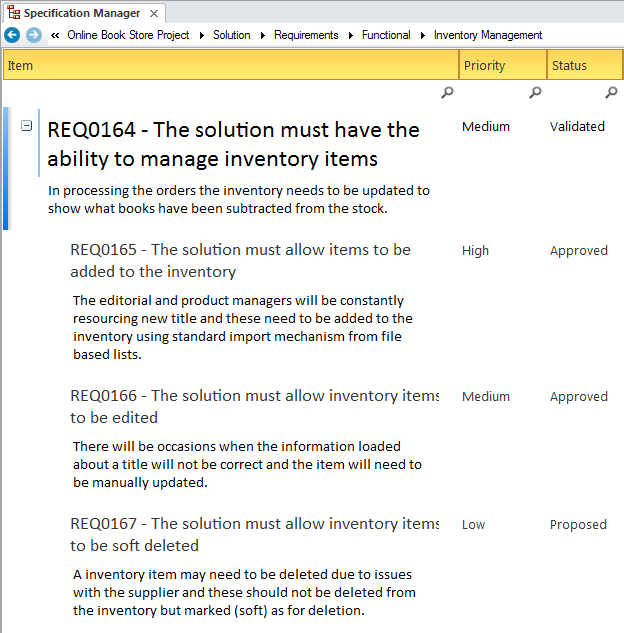 Specification Manager ×
« Online Book Store Project ▸ Solution ▸ Requirements ▸ Functional ▸ Inventory Management
Item Priority Status
REQ0164 - The solution must have the Medium Validated
ability to manage inventory items
In processing the orders the inventory needs to be updated to
show what books have been subtracted from the stock.
REQ0165 - The solution must allow items to be High Approved
added to the inventory
The editorial and product managers will be constantly
resourcing new title and these need to be added to the
inventory using standard import mechanism from file
based lists.
REQ0166 - The solution must allow inventory items Medium Approved
to be edited
There will be occasions when the information loaded
about a title will not be correct and the item will need to
be manually updated.
REQ0167 - The solution must allow inventory items Low Proposed
to be soft deleted
A inventory item may need to be deleted due to issues
with the supplier and these should not be deleted from
the inventory but marked (soft) as for deletion.